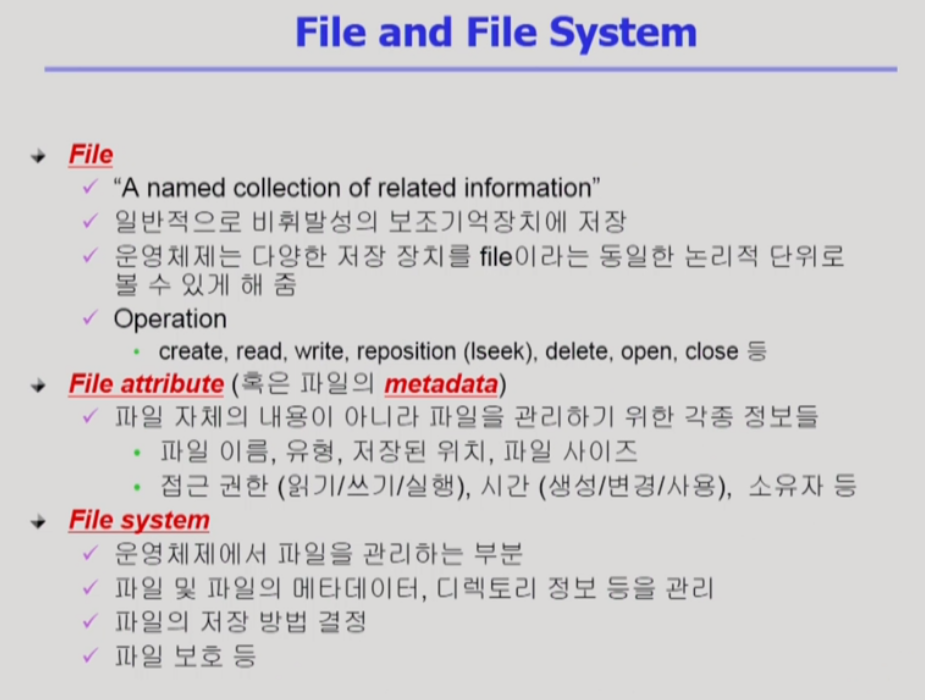 File and File System
File
“A named collection of related information”
일반적으로 비휘발성의 보조기억장치에 저장
운영체제는 다양한 저장 장치를 file이라는 동일한 논리적 단위로
볼 수 있게 해 줌
Operation
create, read, write, reposition (lseek), delete, open, close 등
File attribute (혹은 파일의 metadata)
파일 자체의 내용이 아니라 파일을 관리하기 위한 각종 정보들
파일 이름, 유형, 저장된 위치, 파일 사이즈
접근 권한 (읽기/쓰기/실행), 시간 (생성/변경/사용), 소유자 등
File system
운영체제에서 파일을 관리하는 부분
파일 및 파일의 메타데이터, 디렉토리 정보 등을 관리
파일의 저장 방법 결정
파일 보호 등